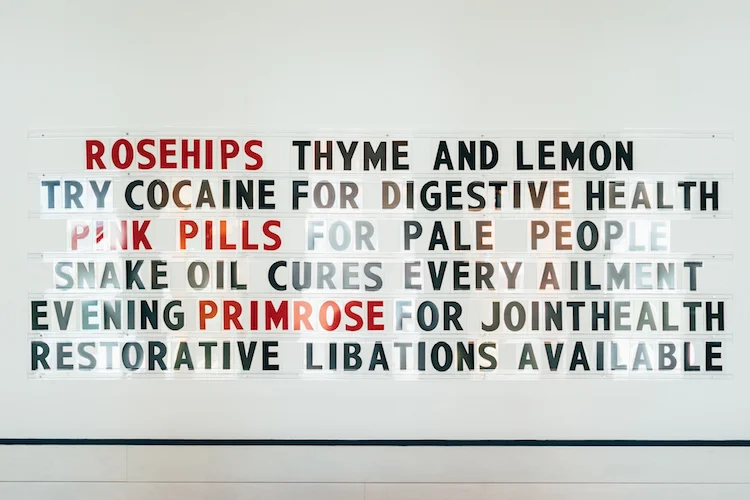 ROSEHIPS THYME AND LEMON
TRY COCAINE FOR DIGESTIVE HEALTH
PINK PILLS FOR PALE PEOPLE
SNAKE OIL CURES EVERY AILMENT
EVENING PRIMROSE FOR JOINTHEALTH
RESTORATIVE LIBATIONS AVAILABLE